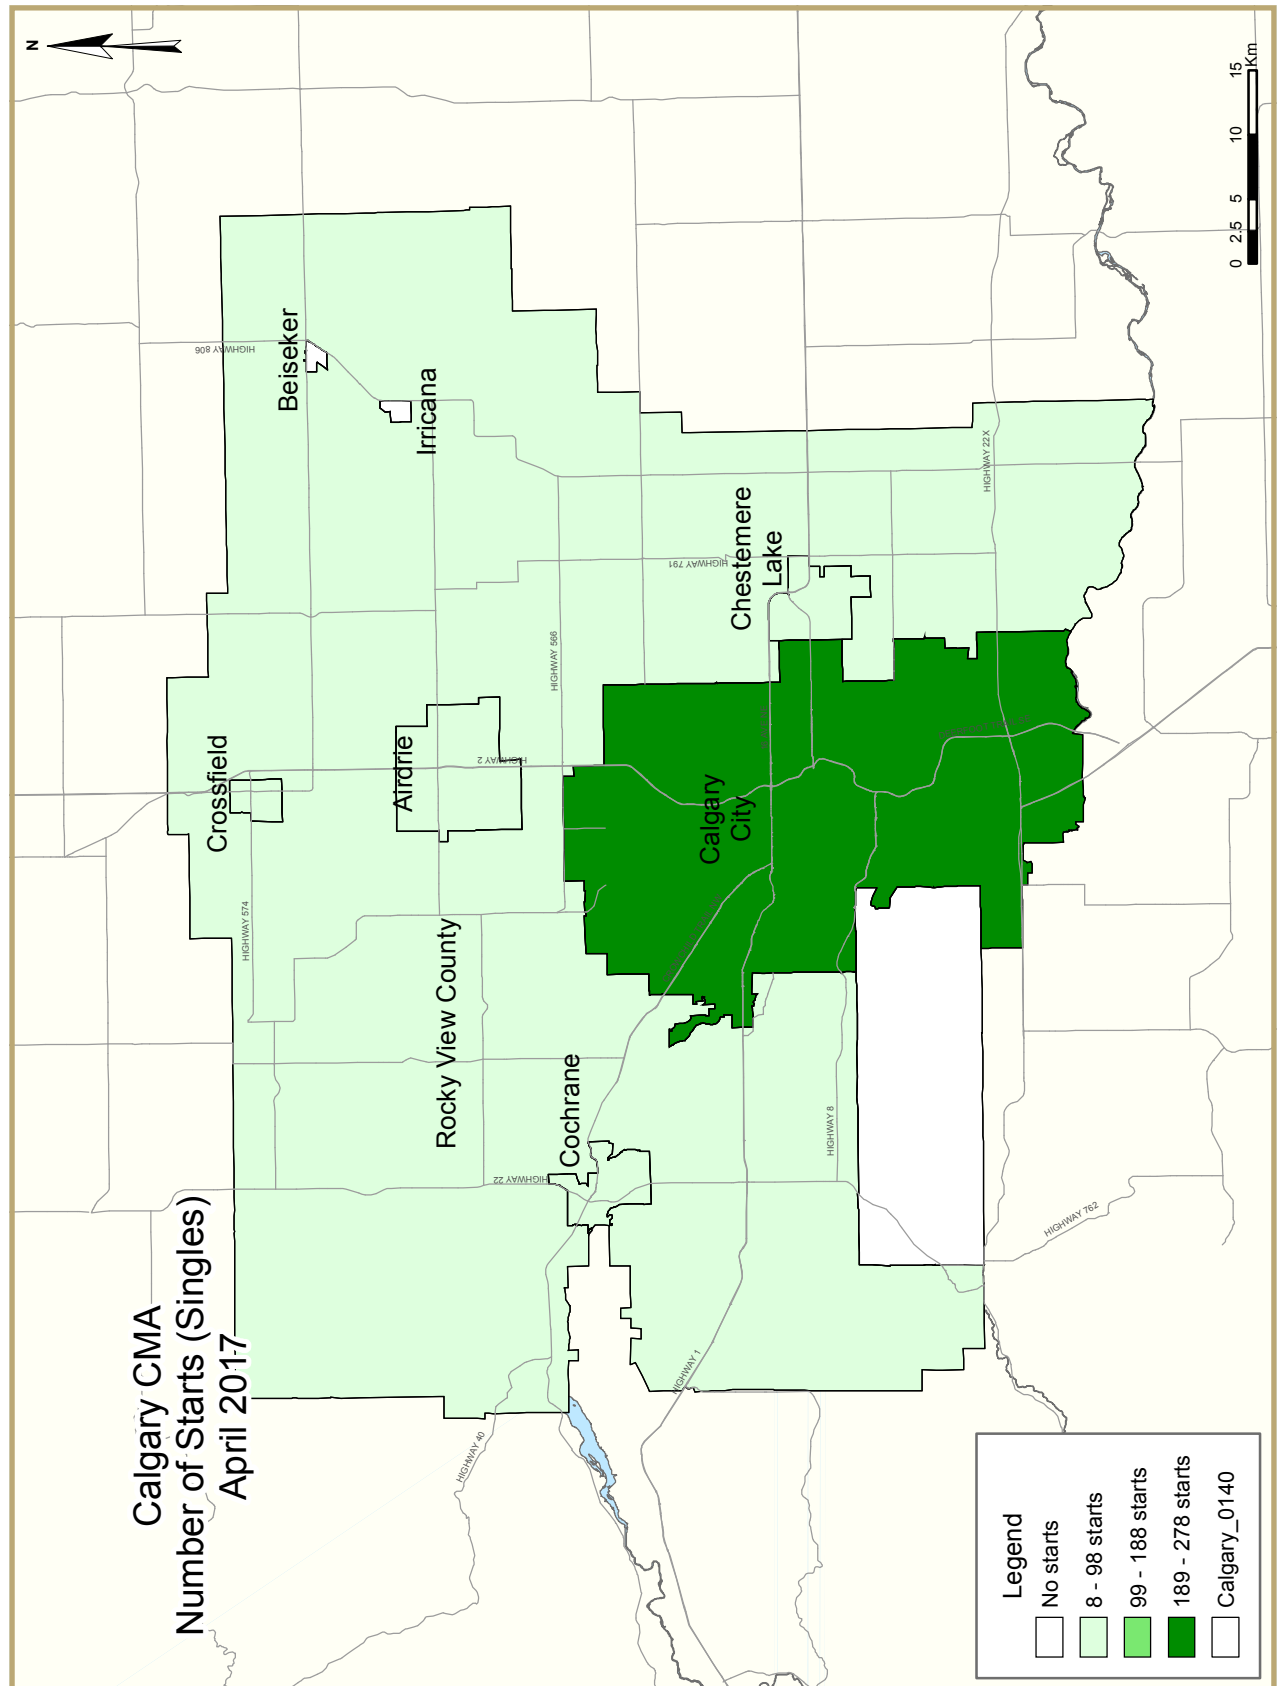 Calgary CMA
Number of Starts (Singles)
April 2017
N
Crossfield
Beiseker
Irricana
Airdrie
Rocky View County
Cochrane
Calgary
City
Chestemere
Lake
HIGHWAY 574
HIGHWAY 806
HIGHWAY 2
HIGHWAY 566
HIGHWAY 22
HIGHWAY 791
HIGHWAY 40
HIGHWAY 1
HIGHWAY 8
HIGHWAY 22X
HIGHWAY 762
Legend
No starts
8 - 98 starts
99 - 188 starts
189 - 278 starts
Calgary_0140
0 2.5 5 10 15
Km